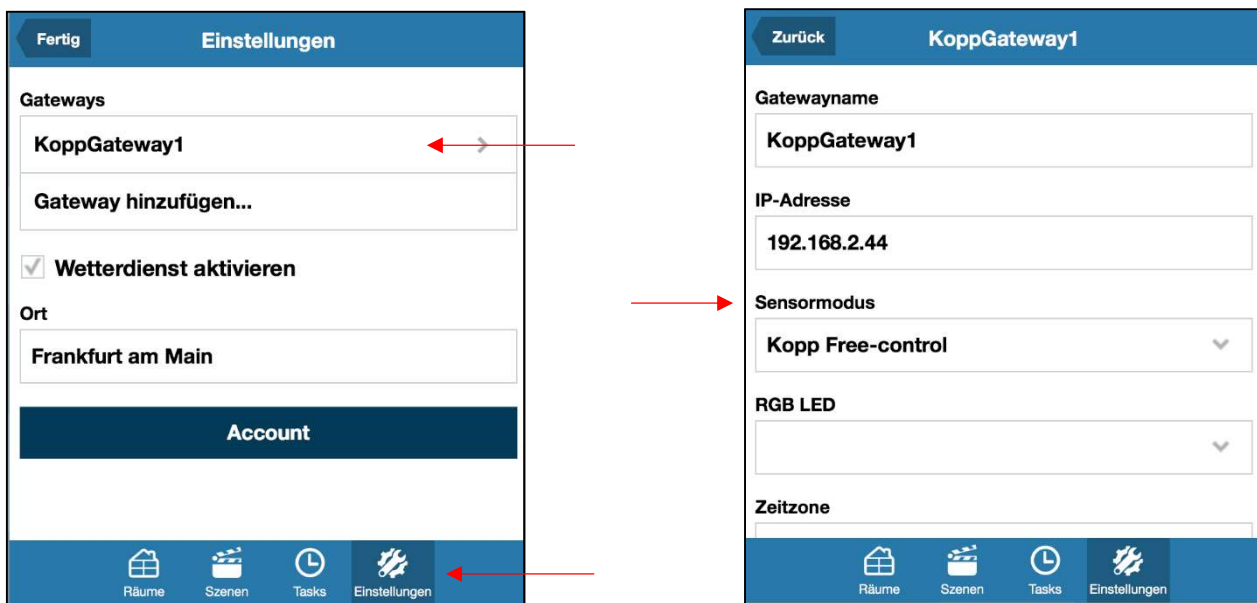 Fertig
Einstellungen
Gateways
KoppGateway1
Gateway hinzufügen...
Wetterdienst aktivieren
Ort
Frankfurt am Main
Account
Räume
Szenen
Tasks
Einstellungen
Zurück
KoppGateway1
Gatewayname
KoppGateway1
IP-Adresse
192.168.2.44
Sensormodus
Kopp Free-control
RGB LED
Zeitzone
Räume
Szenen
Tasks
Einstellungen